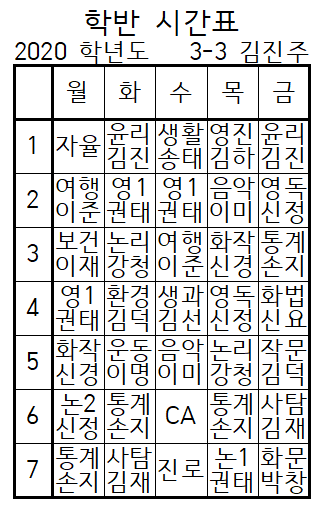 학반 시간표
2020 학년도 3-3 김진주
월 화 수 목 금
1 자율 윤리 생활 영진 윤리
김진 송태 김하 김진
2 여행 영1 영1 음악 영독
이준 권태 권태 이미 신정
3 보건 논리 여행 화작 통계
이재 강청 이준 신경 손지
4 영1 환경 생과 영독 화법
권태 김덕 김선 신정 신요
5 화작 운동 음악 논리 작문
신경 이명 이미 강청 김덕
6 논2 통계 CA 통계 사탐
신정 손지 손지 김재
7 통계 사탐 진로 논1 화문
손지 김재 권태 박창